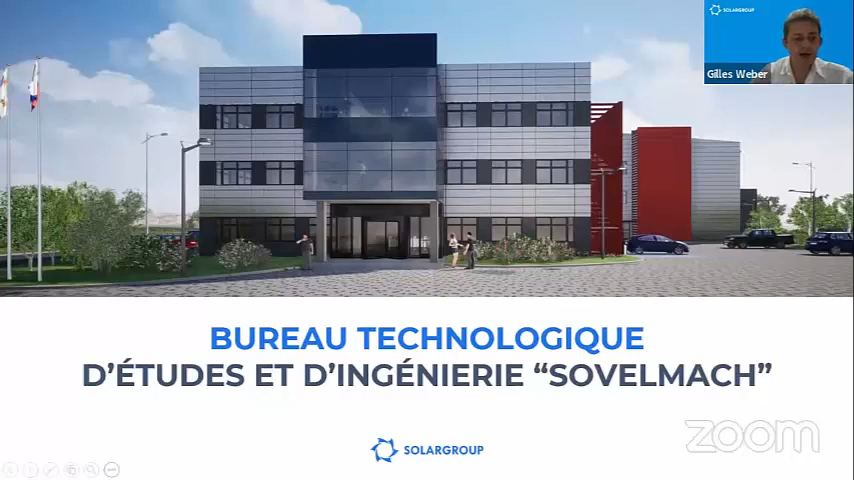 SOLARGROUP
Gilles Weber
BUREAU TECHNOLOGIQUE
D’ÉTUDES ET D’INGÉNIERIE “SOVELMACH”
SOLARGROUP
zoom